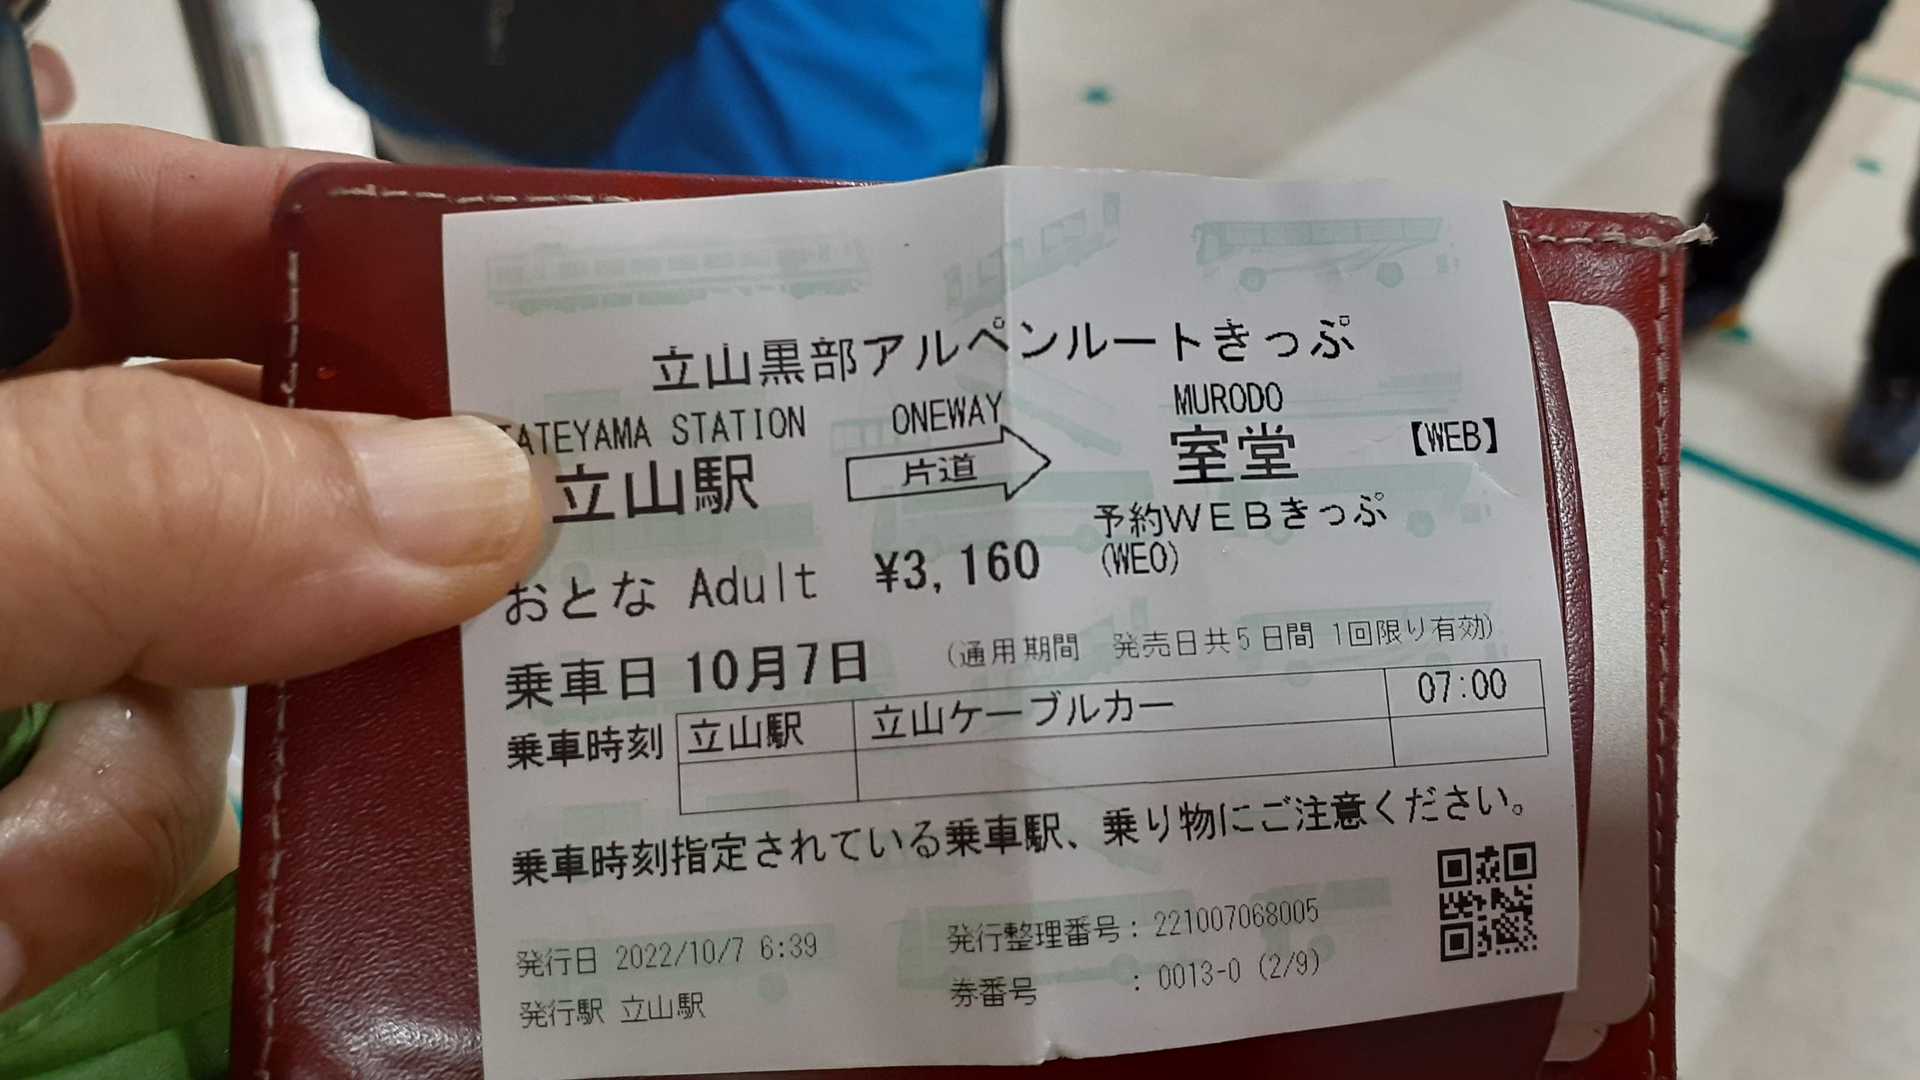 立山黒部アルペンルートきっぷ
TATEYAMA STATION ONEWAY MURODO
立山駅 片道 室堂 【WEB】
予約WEBきっぷ
おとな Adult ¥3,160 (WEO)
乗車日 10月7日 (通用期間 発売日共5日間 1回限り有効)
乗車時刻 立山駅 立山ケーブルカー 07:00
乗車時刻指定されている乗車駅、乗り物にご注意ください。
発行日 2022/10/7 6:39 発行整理番号：221007068005
発行駅 立山駅 券番号 ：0013-0 (2/9)